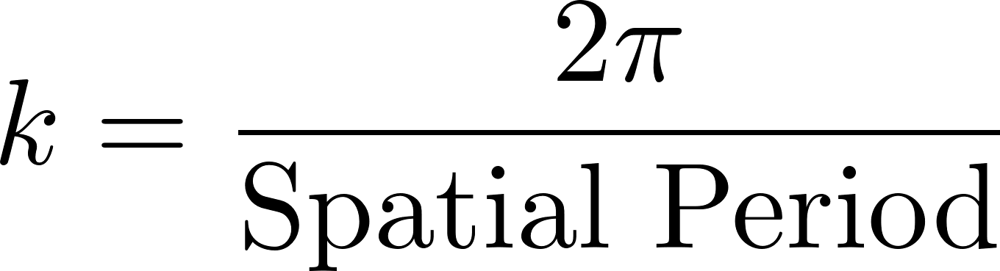 k = 2π
Spatial Period